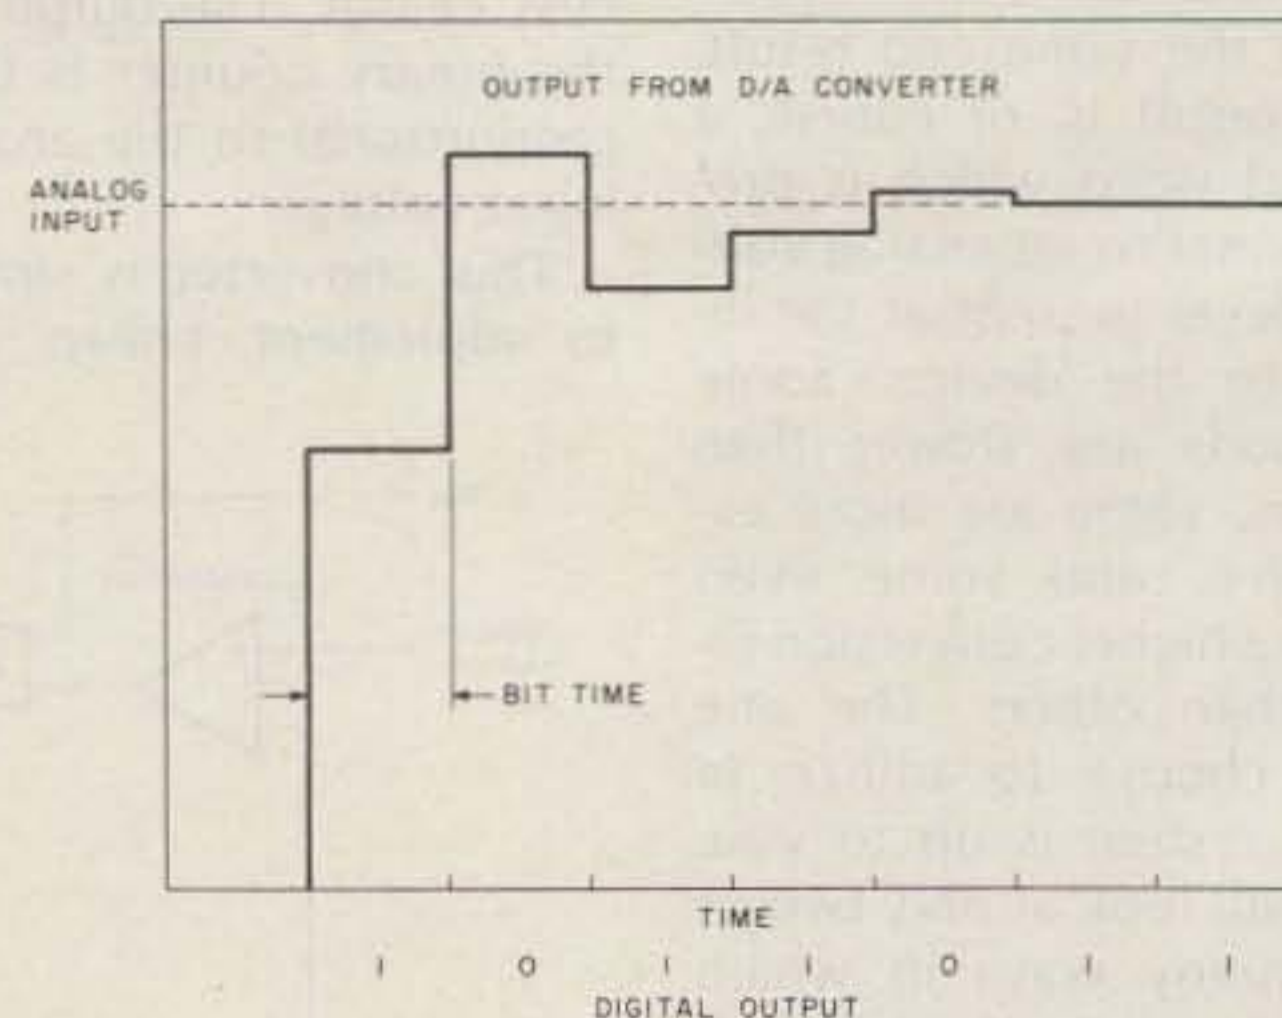 OUTPUT FROM D/A CONVERTER
ANALOG
INPUT
BIT TIME
TIME
1 0 1 1 0 1 1
DIGITAL OUTPUT